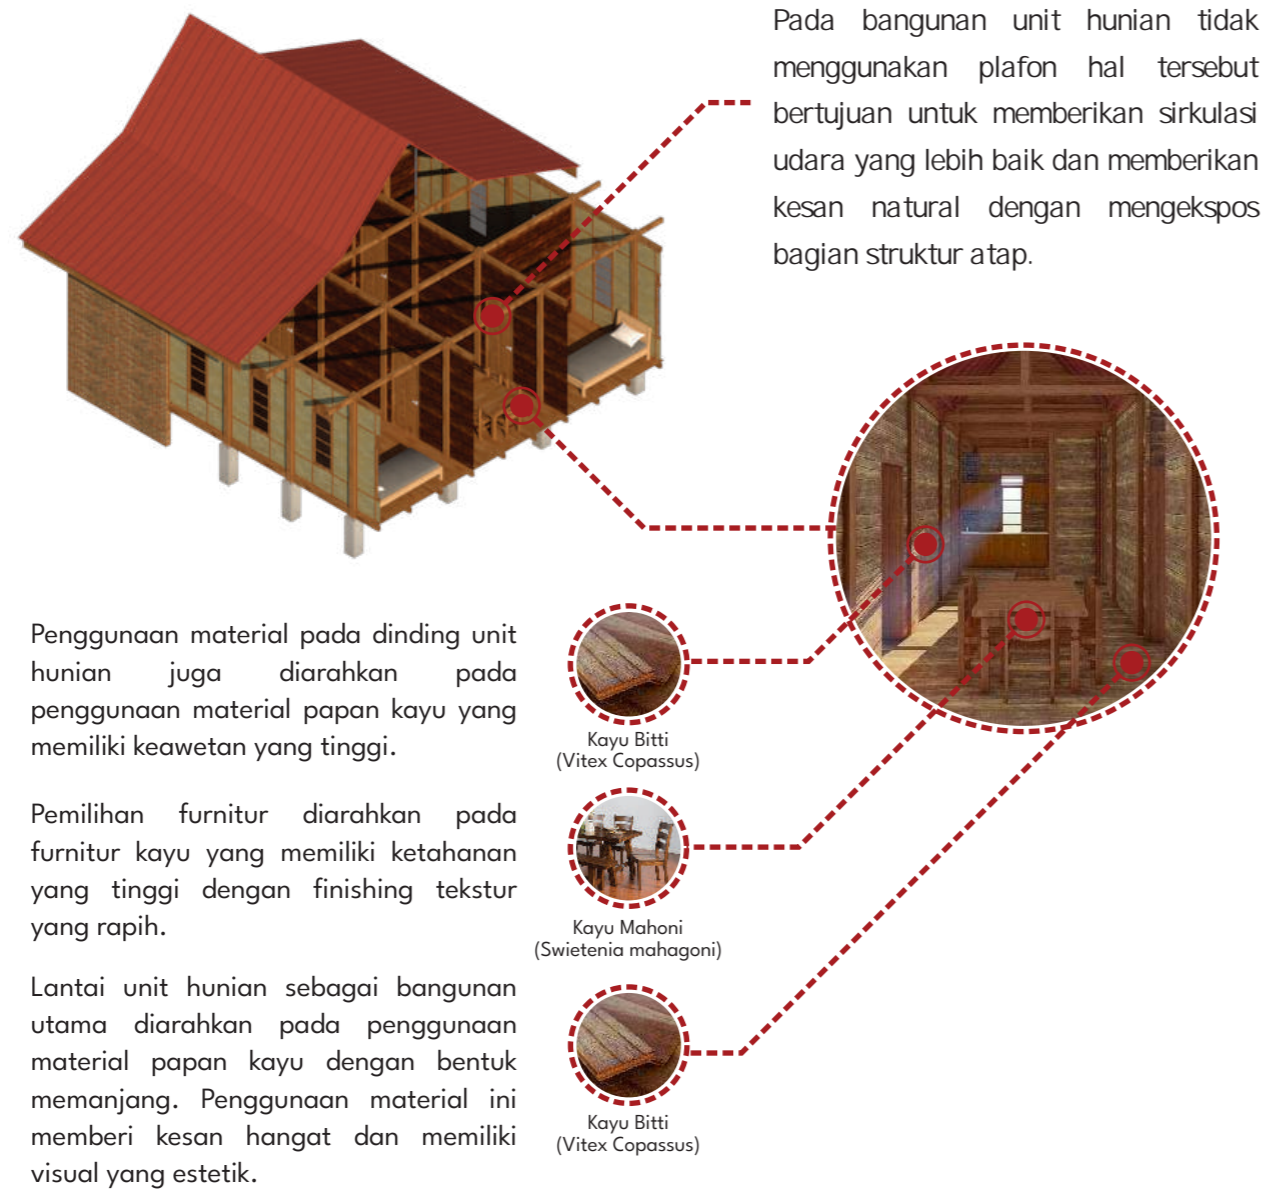 Pada bangunan unit hunian tidak
menggunakan plafon hal tersebut
bertujuan untuk memberikan sirkulasi
udara yang lebih baik dan memberikan
kesan natural dengan mengekspos
bagian struktur atap.
Penggunaan material pada dinding unit
hunian juga diarahkan pada
penggunaan material papan kayu yang
memiliki keawetan yang tinggi.
Kayu Bitti
(Vitex Copassus)
Pemilihan furnitur diarahkan pada
furnitur kayu yang memiliki ketahanan
yang tinggi dengan finishing tekstur
yang rapih.
Kayu Mahoni
(Swietenia mahagoni)
Lantai unit hunian sebagai bangunan
utama diarahkan pada penggunaan
material papan kayu dengan bentuk
memanjang. Penggunaan material ini
memberi kesan hangat dan memiliki
visual yang estetik.
Kayu Bitti
(Vitex Copassus)